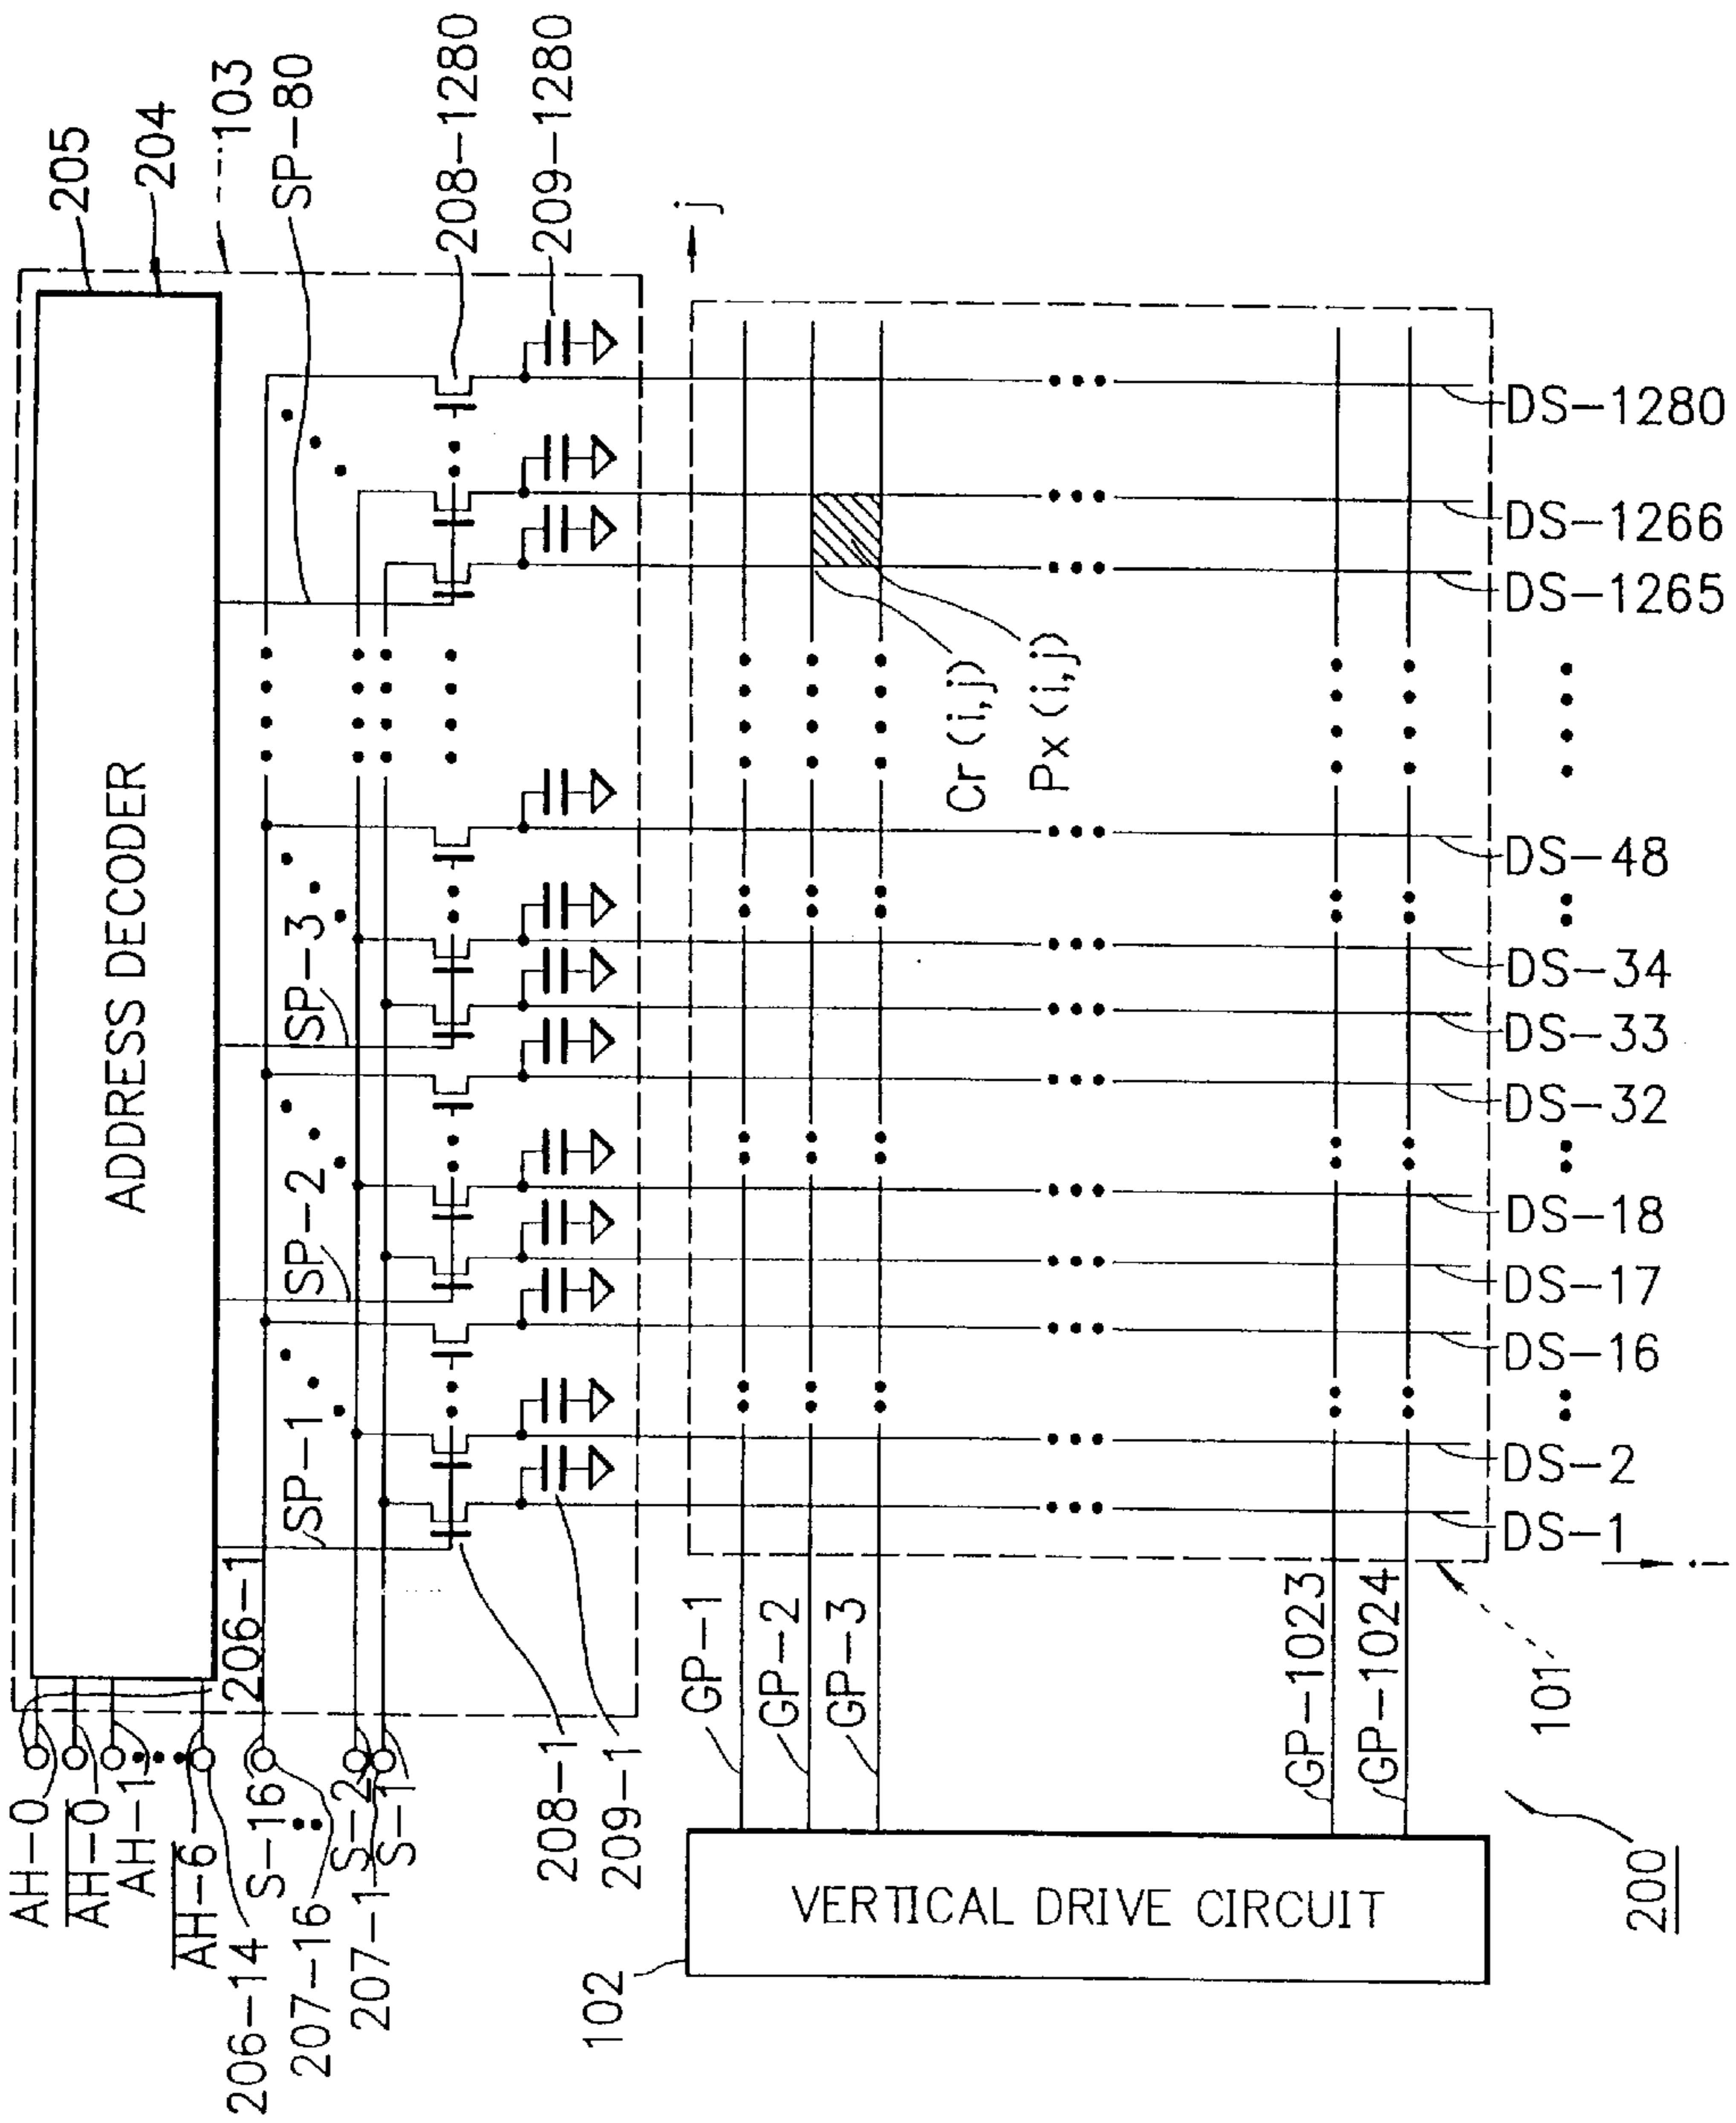 205
204
103
SP-80
208-1280
209-1280
ADDRESS DECODER
AH-0
AH-0
AH-1
AH-6
206-14
S-16
207-16
S-2
207-1
S-1
206-1
SP-1
SP-2
SP-3
208-1
209-1
j
GP-1
GP-2
GP-3
GP-1023
GP-1024
Cr(i,j)
Px(i,j)
VERTICAL DRIVE CIRCUIT
102
DS-1
DS-2
DS-16
DS-17
DS-18
DS-32
DS-33
DS-34
DS-48
DS-1265
DS-1266
DS-1280
i
101
200